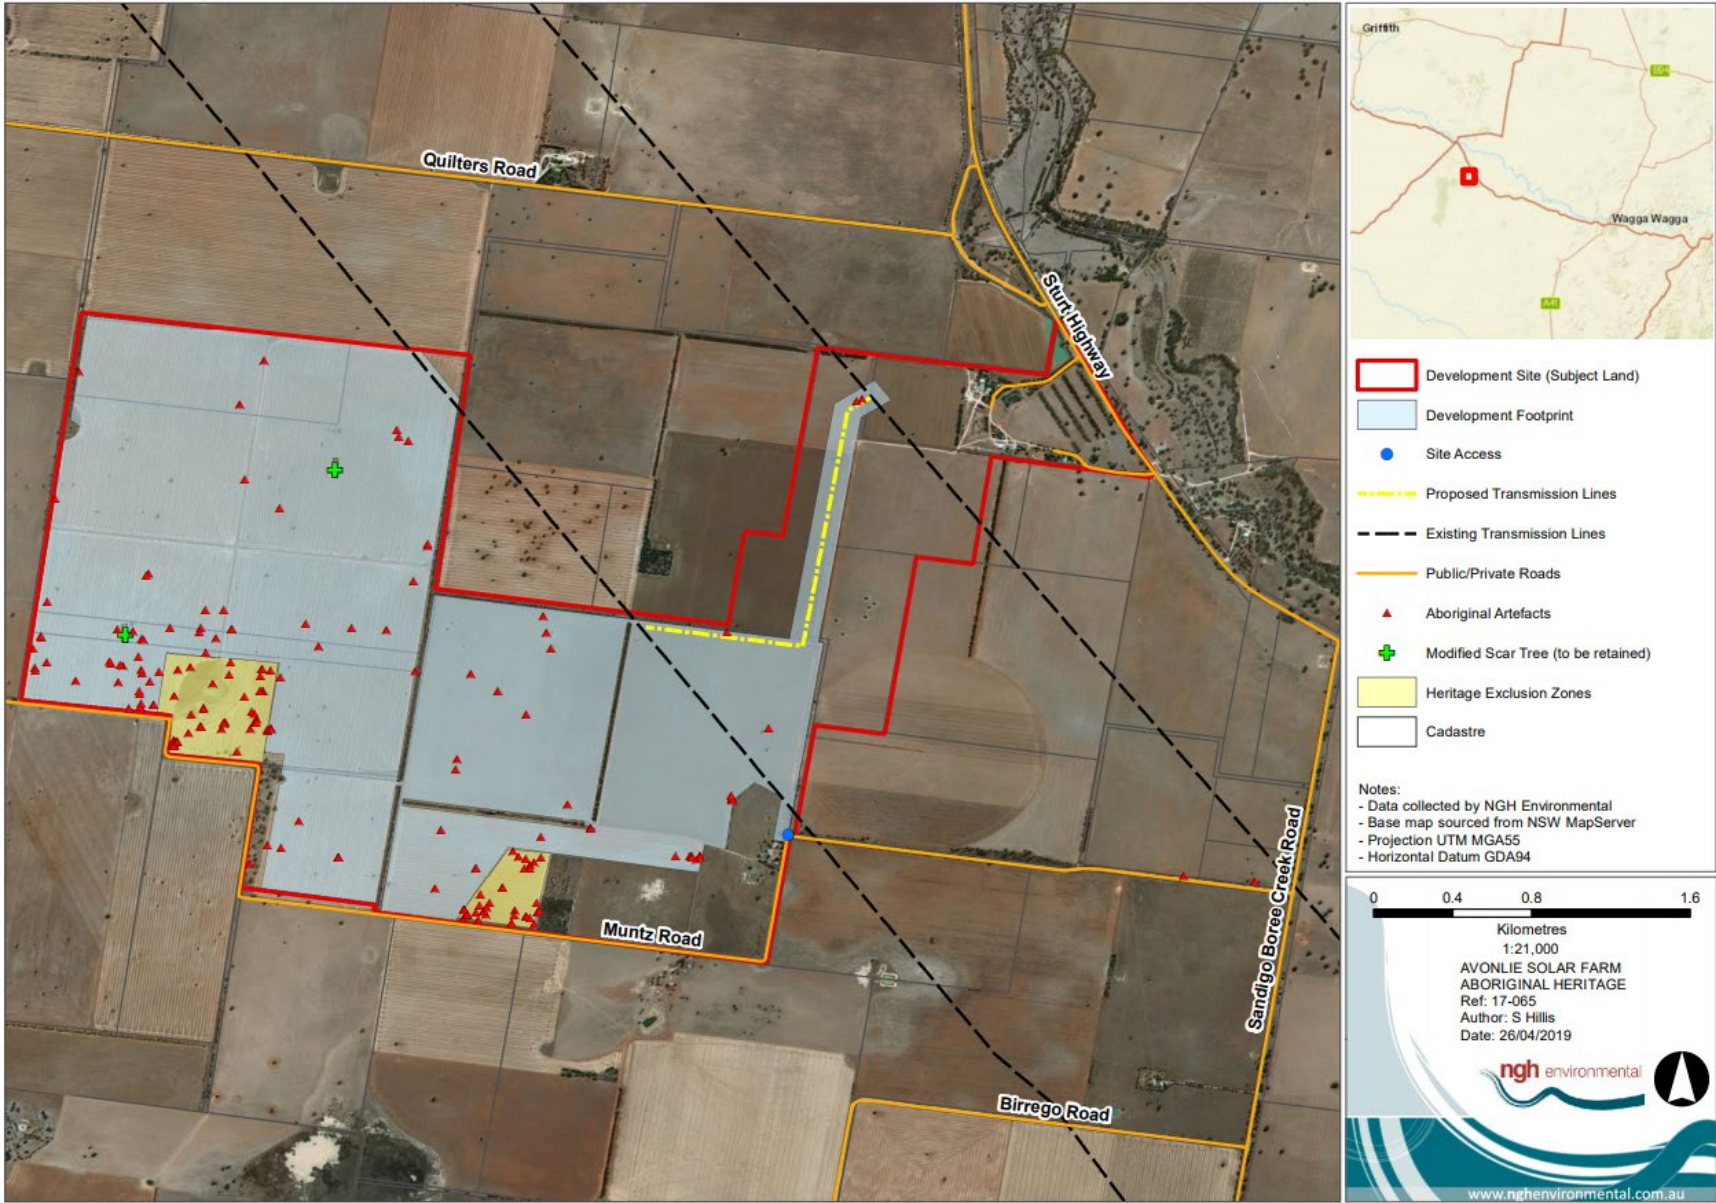 Quilters Road
Sturt Highway
Muntz Road
Sandigo Boree Creek Road
Birrego Road
Griffith
Wagga Wagga
A41
Development Site (Subject Land)
Development Footprint
Site Access
Proposed Transmission Lines
Existing Transmission Lines
Public/Private Roads
Aboriginal Artefacts
Modified Scar Tree (to be retained)
Heritage Exclusion Zones
Cadastre
Notes:
- Data collected by NGH Environmental
- Base map sourced from NSW MapServer
- Projection UTM MGA55
- Horizontal Datum GDA94
0 0.4 0.8 1.6
Kilometres
1:21,000
AVONLIE SOLAR FARM
ABORIGINAL HERITAGE
Ref: 17-065
Author: S Hillis
Date: 26/04/2019
ngh environmental
www.nghenvironmental.com.au